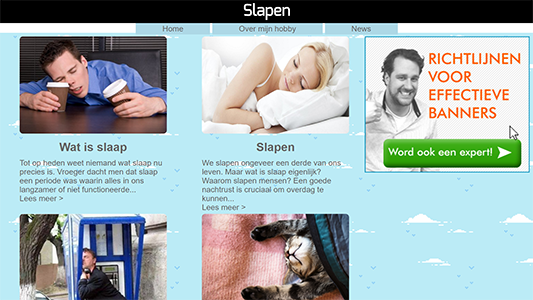 Slapen
Home
Over mijn hobby
News
Wat is slaap
Tot op heden weet niemand wat slaap nu
precies is. Vroeger dacht men dat slaap
een periode was waarin alles in ons
langzamer of niet functioneerde...
Lees meer >
Slapen
We slapen ongeveer een derde van ons
leven. Maar wat is slaap eigenlijk?
Waarom slapen mensen? Een goede
nachtrust is cruciaal om overdag te
kunnen...
Lees meer >
RICHTLIJNEN
VOOR
EFFECTIEVE
BANNERS
Word ook een expert!